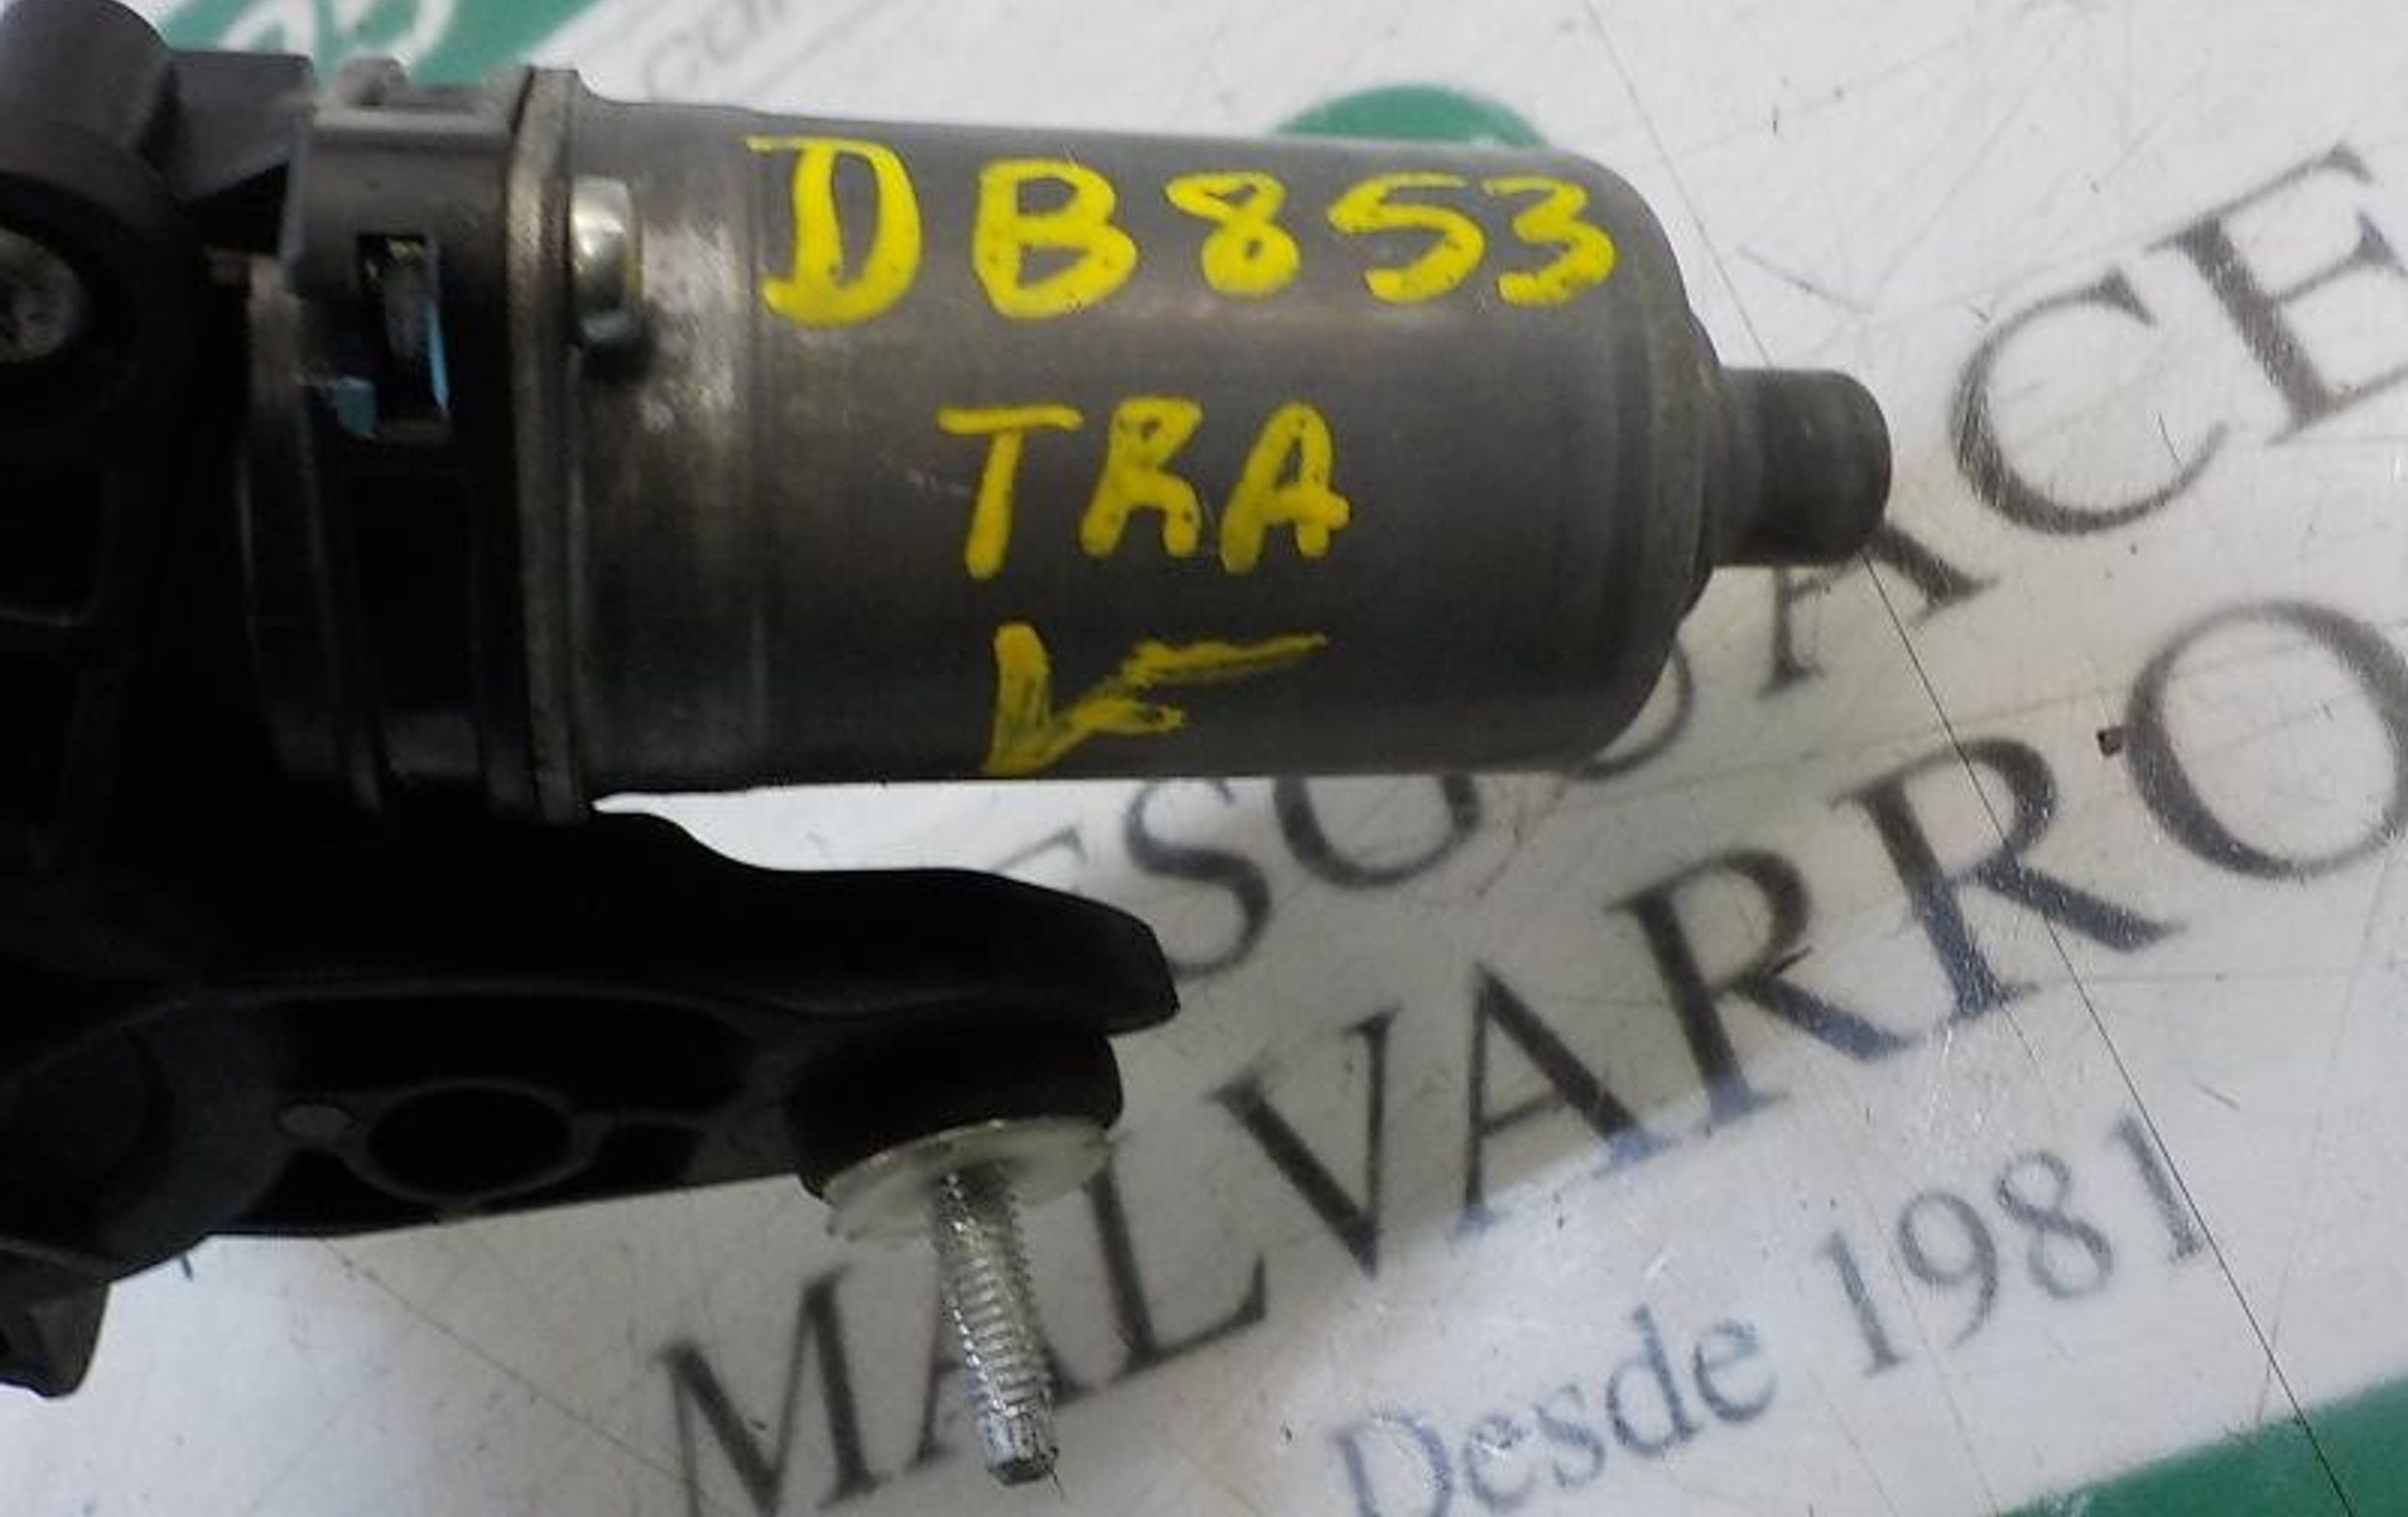 DB853
TRA
MALVARRO
Desde 1981